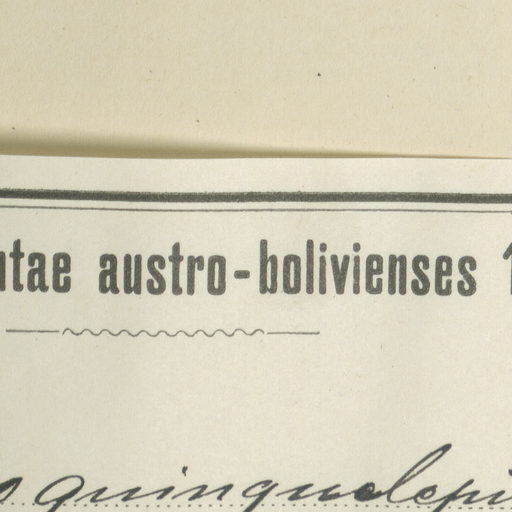 ntae austro-bolivienses 1
quinquelepi